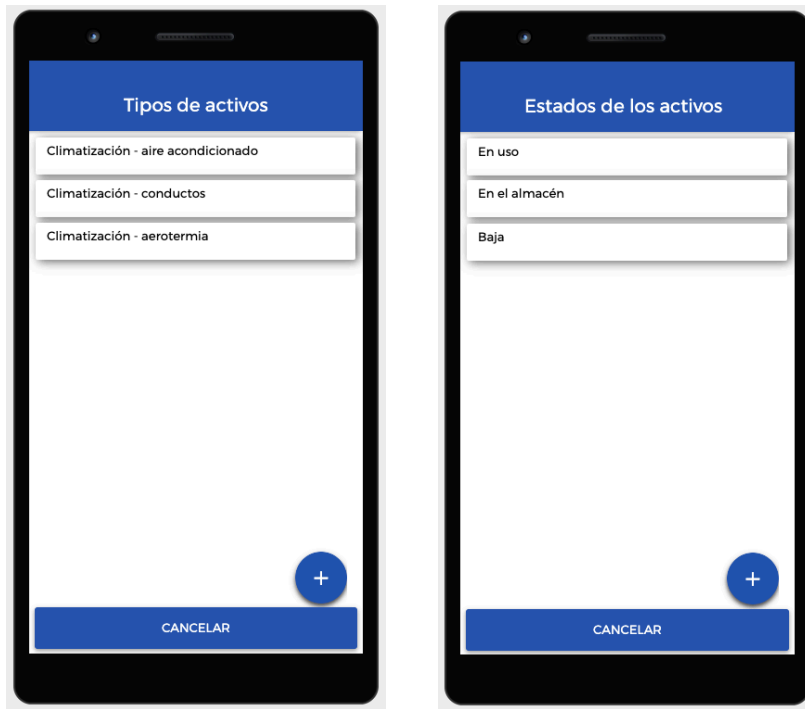 Tipos de activos
Climatización - aire acondicionado
Climatización - conductos
Climatización - aerotermia
+
CANCELAR
Estados de los activos
En uso
En el almacén
Baja
+
CANCELAR